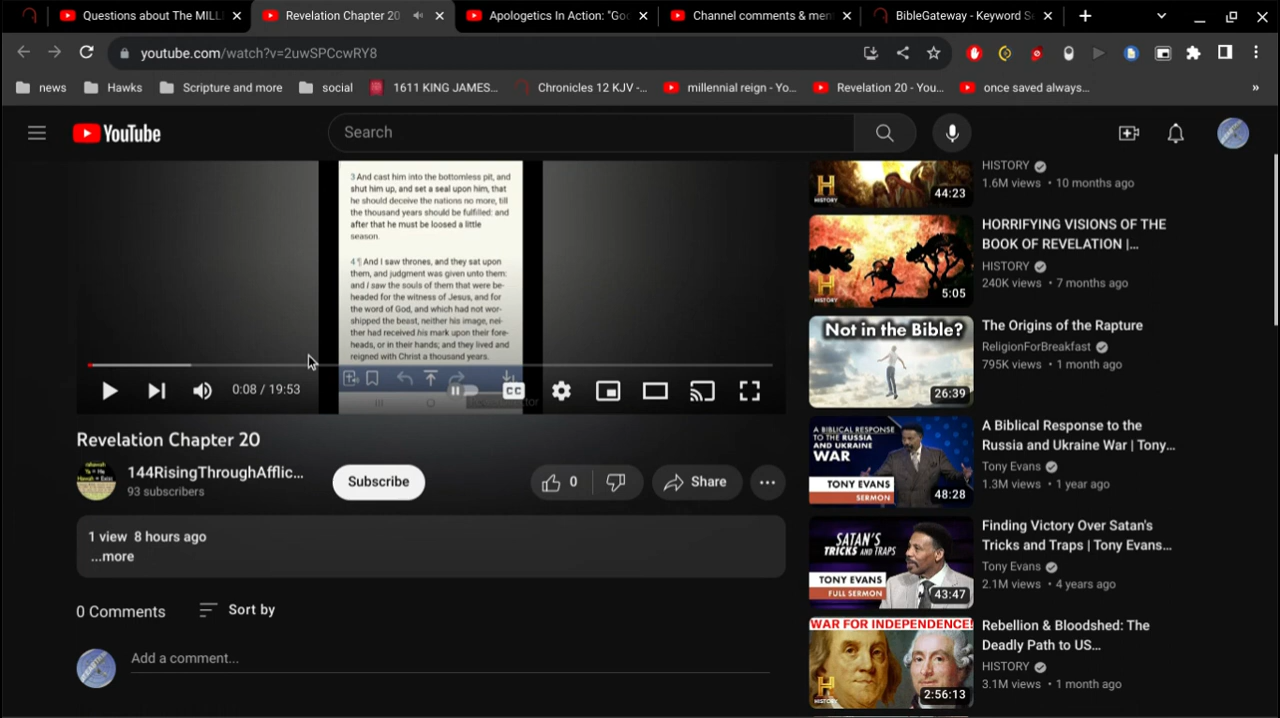 Questions about The MILL
Revelation Chapter 20
Apologetics In Action: "Go
Channel comments & men
BibleGateway - Keyword S
youtube.com/watch?v=2uwSPCcwRY8
news
Hawks
Scripture and more
social
1611 KING JAMES...
Chronicles 12 KJV -...
millennial reign - Yo...
Revelation 20 - You...
once saved always...
»
YouTube
Search
3 And cast him into the bottomless pit, and
shut him up, and set a seal upon him, that
he should deceive the nations no more, till
the thousand years should be fulfilled: and
after that he must be loosed a little
season.
4 ¶ And I saw thrones, and they sat upon
them, and judgment was given unto them:
and I saw the souls of them that were be-
headed for the witness of Jesus, and for
the word of God, and which had not wor-
shipped the beast, neither his image, nei-
ther had received his mark upon their fore-
heads, or in their hands; and they lived and
reigned with Christ a thousand years.
0:08 / 19:53
CC
Revelation Chapter 20
144RisingThroughAfflic...
93 subscribers
Subscribe
0
Share
1 view 8 hours ago
...more
0 Comments
Sort by
Add a comment...
HISTORY
1.6M views • 10 months ago
HISTORY
44:23
HORRIFYING VISIONS OF THE
BOOK OF REVELATION |...
HISTORY
240K views • 7 months ago
HISTORY
5:05
Not in the Bible?
26:39
The Origins of the Rapture
ReligionForBreakfast
795K views • 1 month ago
A BIBLICAL RESPONSE
TO THE RUSSIA
AND UKRAINE
WAR
TONY EVANS
SERMON
48:28
A Biblical Response to the
Russia and Ukraine War | Tony...
Tony Evans
1.3M views • 1 year ago
SATAN'S
TRICKS AND TRAPS
TONY EVANS
FULL SERMON
43:47
Finding Victory Over Satan's
Tricks and Traps | Tony Evans...
Tony Evans
2.1M views • 4 years ago
WAR FOR INDEPENDENCE!
HISTORY
2:56:13
Rebellion & Bloodshed: The
Deadly Path to US...
HISTORY
3.1M views • 1 month ago